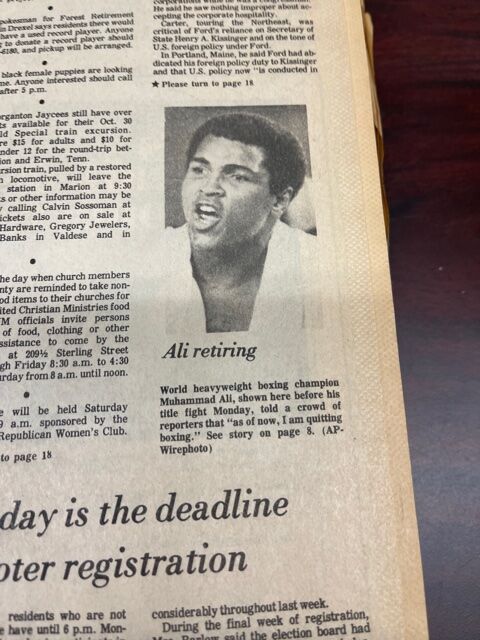 pokesman for Forest Retirement
n Drexel says residents there would
have a used record player. Anyone
g to donate a record player should
-6180, and pickup will be arranged.
black female puppies are looking
me. Anyone interested should call
after 5 p.m.
organton Jaycees still have over
ts available for their Oct. 30
ld Special train excursion.
re $15 for adults and $10 for
nder 12 for the round-trip bet-
ion and Erwin, Tenn.
rsion train, pulled by a restored
n locomotive, will leave the
station in Marion at 9:30
s or other information may be
y calling Calvin Sossoman at
ickets also are on sale at
Hardware, Gregory Jewelers,
Banks in Valdese and in
he day when church members
nty are reminded to take non-
od items to their churches for
ited Christian Ministries food
M officials invite persons
of food, clothing or other
ssistance to come by the
at 209½ Sterling Street
gh Friday 8:30 a.m. to 4:30
urday from 8 a.m. until noon.
e will be held Saturday
9 a.m. sponsored by the
Republican Women's Club.
to page 18
He said he saw nothing improper about ac-
cepting the corporate hospitality.
Carter, touring the Northeast, was
critical of Ford's reliance on Secretary of
State Henry A. Kissinger and on the tone of
U.S. foreign policy under Ford.
In Portland, Maine, he said Ford had ab-
dicated his foreign policy duty to Kissinger
and that U.S. policy now "is conducted in
★ Please turn to page 18
Ali retiring
World heavyweight boxing champion
Muhammad Ali, shown here before his
title fight Monday, told a crowd of
reporters that "as of now, I am quitting
boxing." See story on page 8. (AP-
Wirephoto)
day is the deadline
oter registration
residents who are not
e have until 6 p.m. Mon-
considerably throughout last week.
During the final week of registration,
Mrs. Barlow said the election board had